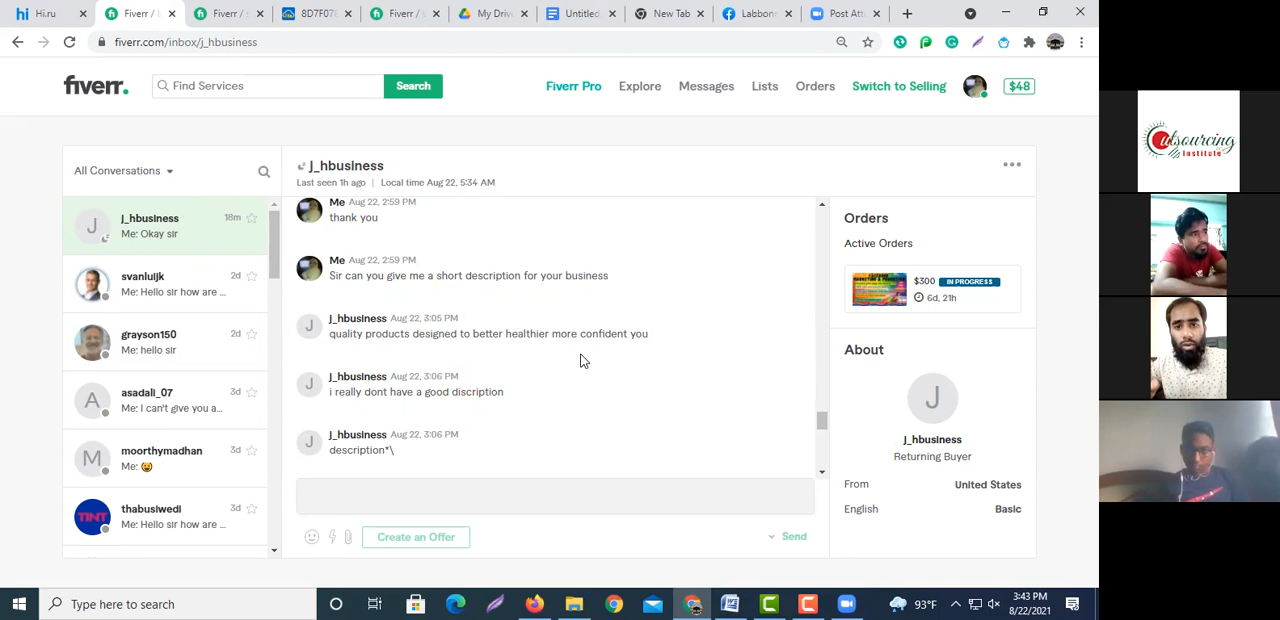 Hi.ru
Fiverr / I
Fiverr /
8D7F07
Fiverr / s
My Driv
Untitled
New Tab
Labbon
Post Att
fiverr.com/inbox/j_hbusiness
fiverr.
Find Services
Search
Fiverr Pro
Explore
Messages
Lists
Orders
Switch to Selling
$48
All Conversations
J
j_hbusiness
18m
Me: Okay sir
svanluijk
2d
Me: Hello sir how are ...
grayson150
2d
Me: hello sir
A
asadali_07
3d
Me: I can't give you a...
M
moorthymadhan
3d
Me:
TINT
thabusiwedi
3d
Me: Hello sir how are ...
j_hbusiness
Last seen 1h ago | Local time Aug 22, 5:34 AM
Me Aug 22, 2:59 PM
thank you
Me Aug 22, 2:59 PM
Sir can you give me a short description for your business
J
j_hbusiness Aug 22, 3:05 PM
quality products designed to better healthier more confident you
J
j_hbusiness Aug 22, 3:06 PM
i really dont have a good discription
J
j_hbusiness Aug 22, 3:06 PM
description*\
Create an Offer
Send
Orders
Active Orders
$300 IN PROGRESS
6d, 21h
About
J
j_hbusiness
Returning Buyer
From United States
English Basic
utsourcing
Institute
Type here to search
93°F
3:43 PM
8/22/2021